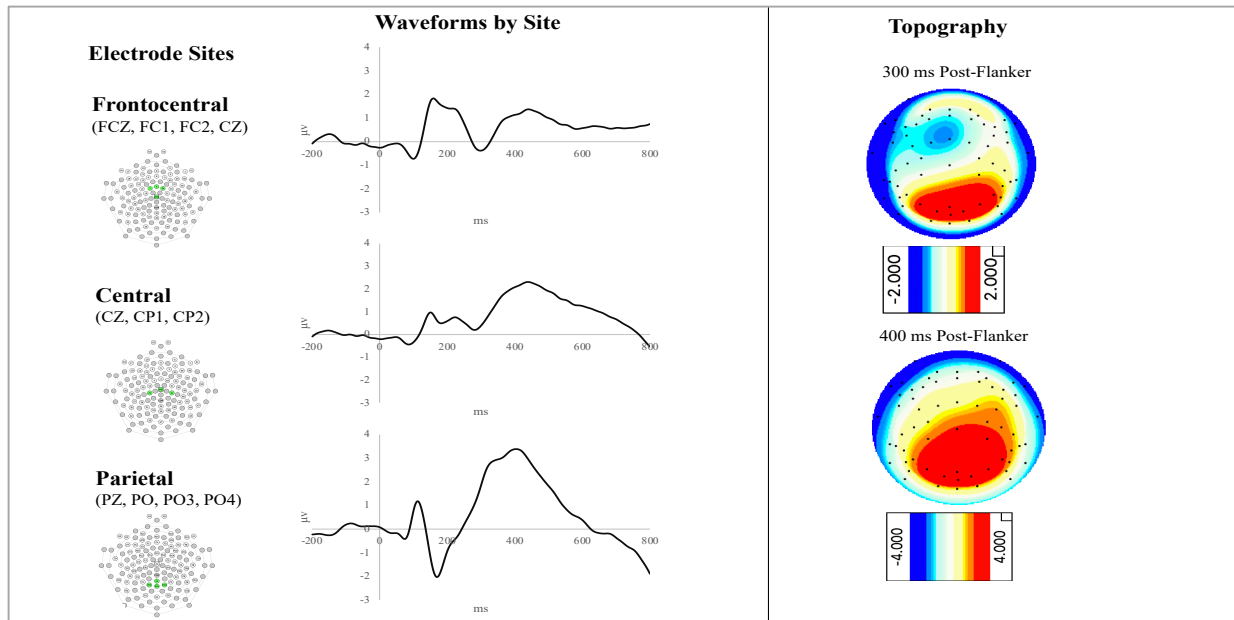 Waveforms by Site
Topography
Electrode Sites
Frontocentral
(FCZ, FC1, FC2, CZ)
4
3
2
1
0
-1
-2
-3
μv
-200
0
200
400
600
800
ms
Central
(CZ, CP1, CP2)
4
3
2
1
0
-1
-2
-3
μv
-200
0
200
400
600
800
ms
Parietal
(PZ, PO, PO3, PO4)
4
3
2
1
0
-1
-2
-3
μv
-200
0
200
400
600
800
ms
300 ms Post-Flanker
-2.000
2.000
400 ms Post-Flanker
-4.000
4.000